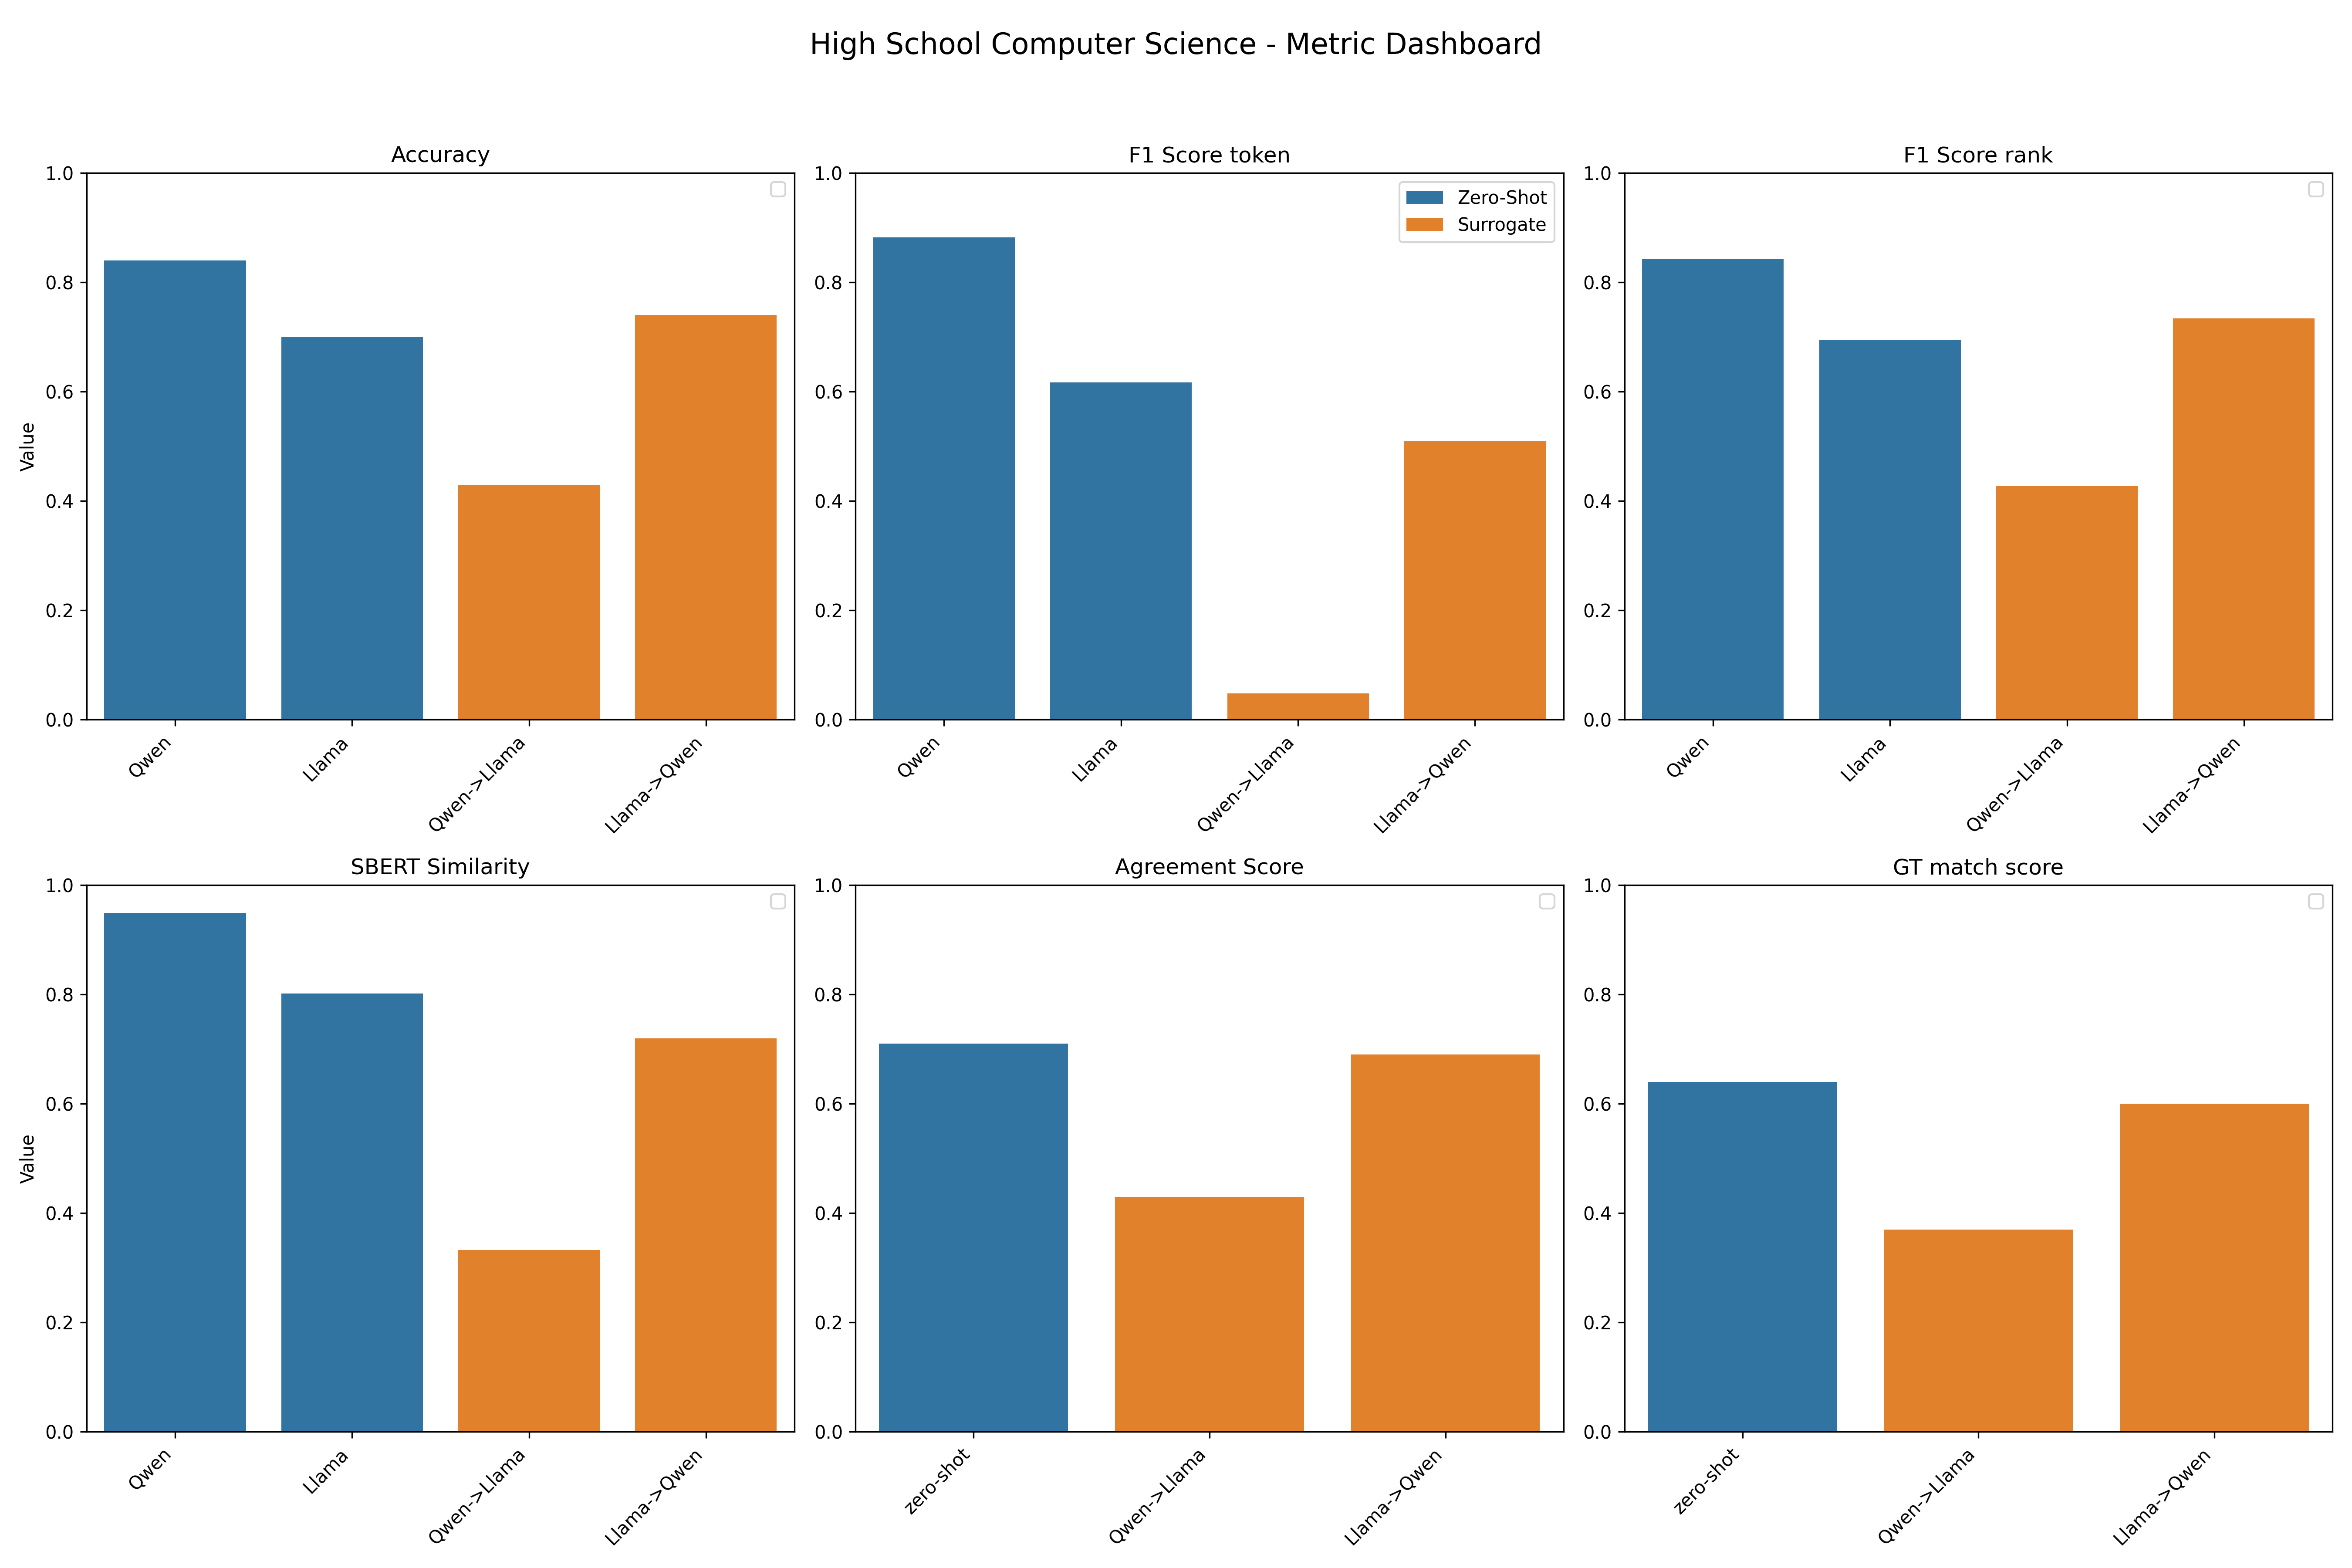 High School Computer Science - Metric Dashboard
Accuracy
Value
1.0
0.8
0.6
0.4
0.2
0.0
Qwen
Llama
Qwen->Llama
Llama->Qwen
F1 Score token
Zero-Shot
Surrogate
1.0
0.8
0.6
0.4
0.2
0.0
Qwen
Llama
Qwen->Llama
Llama->Qwen
F1 Score rank
1.0
0.8
0.6
0.4
0.2
0.0
Qwen
Llama
Qwen->Llama
Llama->Qwen
SBERT Similarity
Value
1.0
0.8
0.6
0.4
0.2
0.0
Qwen
Llama
Qwen->Llama
Llama->Qwen
Agreement Score
1.0
0.8
0.6
0.4
0.2
0.0
zero-shot
Qwen->Llama
Llama->Qwen
GT match score
1.0
0.8
0.6
0.4
0.2
0.0
zero-shot
Qwen->Llama
Llama->Qwen